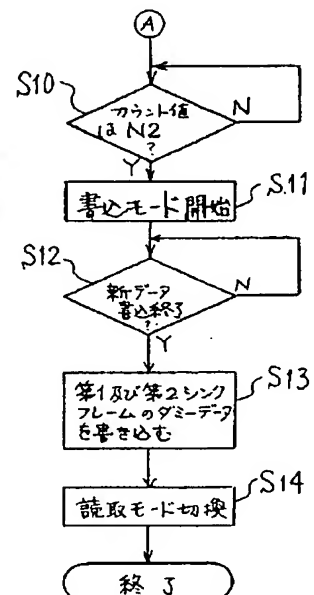 A
S10
カウント値
は N2
?
N
Y
書込モード開始
S11
S12
新データ
書込終了
?
N
Y
第1及び第2シンク
フレームのダミーデータ
を書き込む
S13
読取モード切換
S14
終了